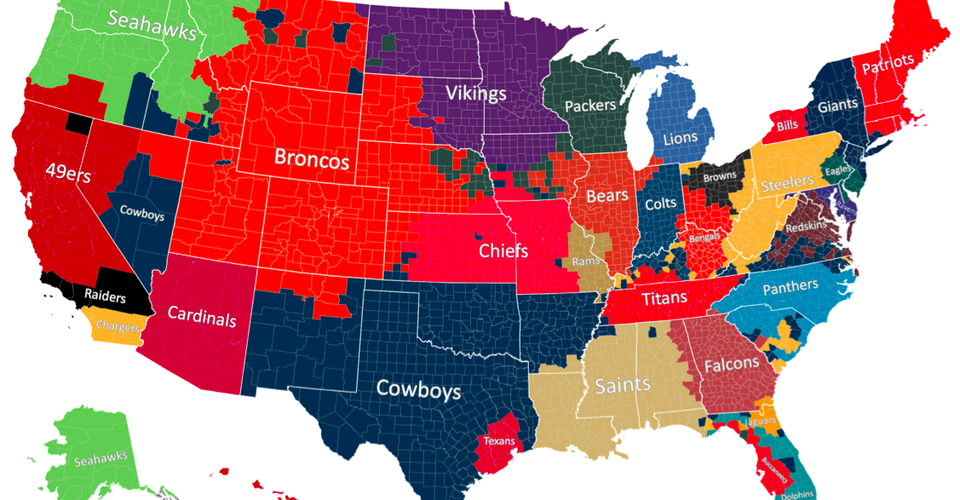 Seahawks
Patriots
Vikings
Giants
Packers
Bills
Lions
Broncos
Browns
Eagles
Steelers
49ers
Bears
Colts
Ravens
Cowboys
Redskins
Bengals
Chiefs
Rams
Raiders
Panthers
Titans
Cardinals
Chargers
Falcons
Saints
Cowboys
Jaguars
Texans
Seahawks
Buccaneers
Dolphins